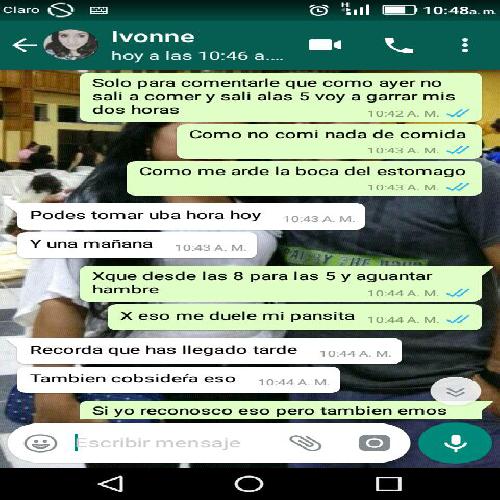 Claro
10:48 a. m.
Ivonne
hoy a las 10:46 a....
Solo para comentarle que como ayer no
sali a comer y sali alas 5 voy a garrar mis
dos horas
10:42 A. M.
Como no comi nada de comida
10:43 A. M.
Como me arde la boca del estomago
10:43 A. M.
Podes tomar uba hora hoy
10:43 A. M.
Y una mañana
10:43 A. M.
Xque desde las 8 para las 5 y aguantar
hambre
10:44 A. M.
X eso me duele mi pansita
10:44 A. M.
Recorda que has llegado tarde
10:44 A. M.
Tambien cobsidefa eso
10:44 A. M.
Si yo reconosco eso pero tambien emos
Escribir mensaje